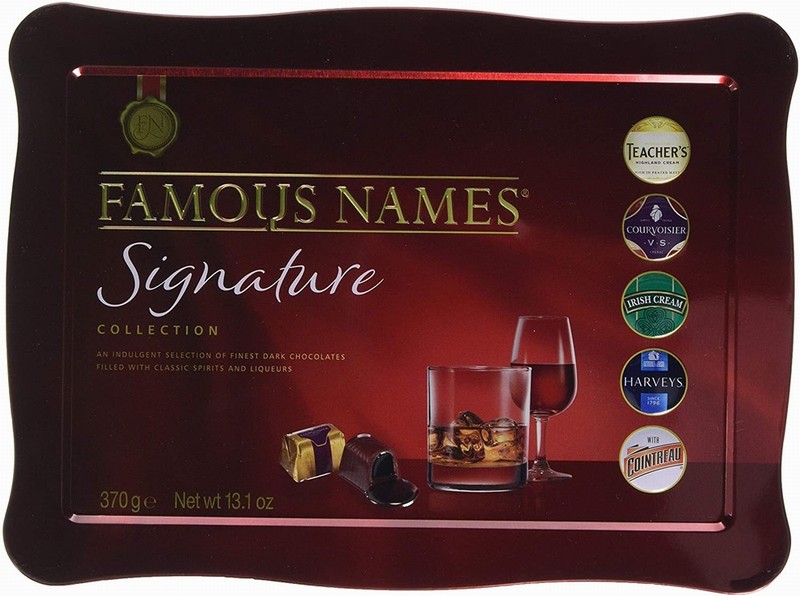 FN
FAMOUS NAMES®
Signature
COLLECTION
AN INDULGENT SELECTION OF FINEST DARK CHOCOLATES
FILLED WITH CLASSIC SPIRITS AND LIQUEURS
370g℮ Net wt 13.1 oz
TEACHER'S
HIGHLAND CREAM
COURVOISIER
V·S
IRISH CREAM
HARVEYS
SINCE
1796
WITH
COINTREAU